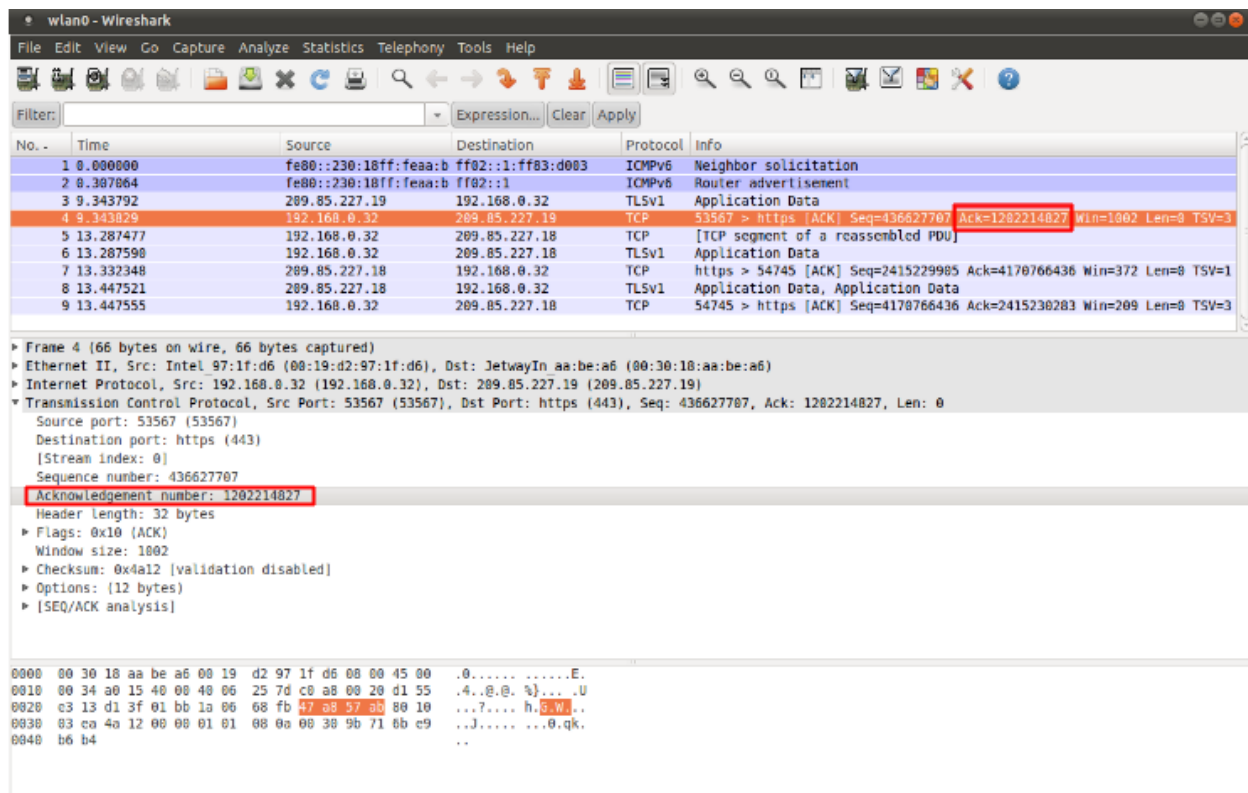 wlan0 - Wireshark
File Edit View Go Capture Analyze Statistics Telephony Tools Help
Filter: Expression... Clear Apply
No. . Time Source Destination Protocol Info
1 0.000000 fe80::230:18ff:feaa:b ff02::1:ff83:d003 ICMPv6 Neighbor solicitation
2 0.307064 fe80::230:18ff:feaa:b ff02::1 ICMPv6 Router advertisement
3 9.343792 209.85.227.19 192.168.0.32 TLSv1 Application Data
4 9.343829 192.168.0.32 209.85.227.19 TCP 53567 > https [ACK] Seq=436627707 Ack=1202214827 Win=1002 Len=0 TSV=3
5 13.287477 192.168.0.32 209.85.227.18 TCP [TCP segment of a reassembled PDU]
6 13.287590 192.168.0.32 209.85.227.18 TLSv1 Application Data
7 13.332348 209.85.227.18 192.168.0.32 TCP https > 54745 [ACK] Seq=2415229905 Ack=4170766436 Win=372 Len=0 TSV=1
8 13.447521 209.85.227.18 192.168.0.32 TLSv1 Application Data, Application Data
9 13.447555 192.168.0.32 209.85.227.18 TCP 54745 > https [ACK] Seq=4170766436 Ack=2415230283 Win=209 Len=0 TSV=3
Frame 4 (66 bytes on wire, 66 bytes captured)
Ethernet II, Src: Intel_97:1f:d6 (00:19:d2:97:1f:d6), Dst: JetwayIn_aa:be:a6 (00:30:18:aa:be:a6)
Internet Protocol, Src: 192.168.0.32 (192.168.0.32), Dst: 209.85.227.19 (209.85.227.19)
Transmission Control Protocol, Src Port: 53567 (53567), Dst Port: https (443), Seq: 436627707, Ack: 1202214827, Len: 0
Source port: 53567 (53567)
Destination port: https (443)
[Stream index: 0]
Sequence number: 436627707
Acknowledgement number: 1202214827
Header length: 32 bytes
Flags: 0x10 (ACK)
Window size: 1002
Checksum: 0x4a12 [validation disabled]
Options: (12 bytes)
[SEQ/ACK analysis]
0000 00 30 18 aa be a6 00 19 d2 97 1f d6 08 00 45 00 .0...... ......E.
0010 00 34 a0 15 40 00 40 06 25 7d c0 a8 00 20 d1 55 .4..@.@. %}... .U
0020 e3 13 d1 3f 01 bb 1a 06 68 fb 47 a8 57 ab 80 10 ...?.... h.G.W...
0030 03 ea 4a 12 00 00 01 01 08 0a 00 30 9b 71 6b c9 ..J..... ...0.qk.
0040 b6 b4 ..